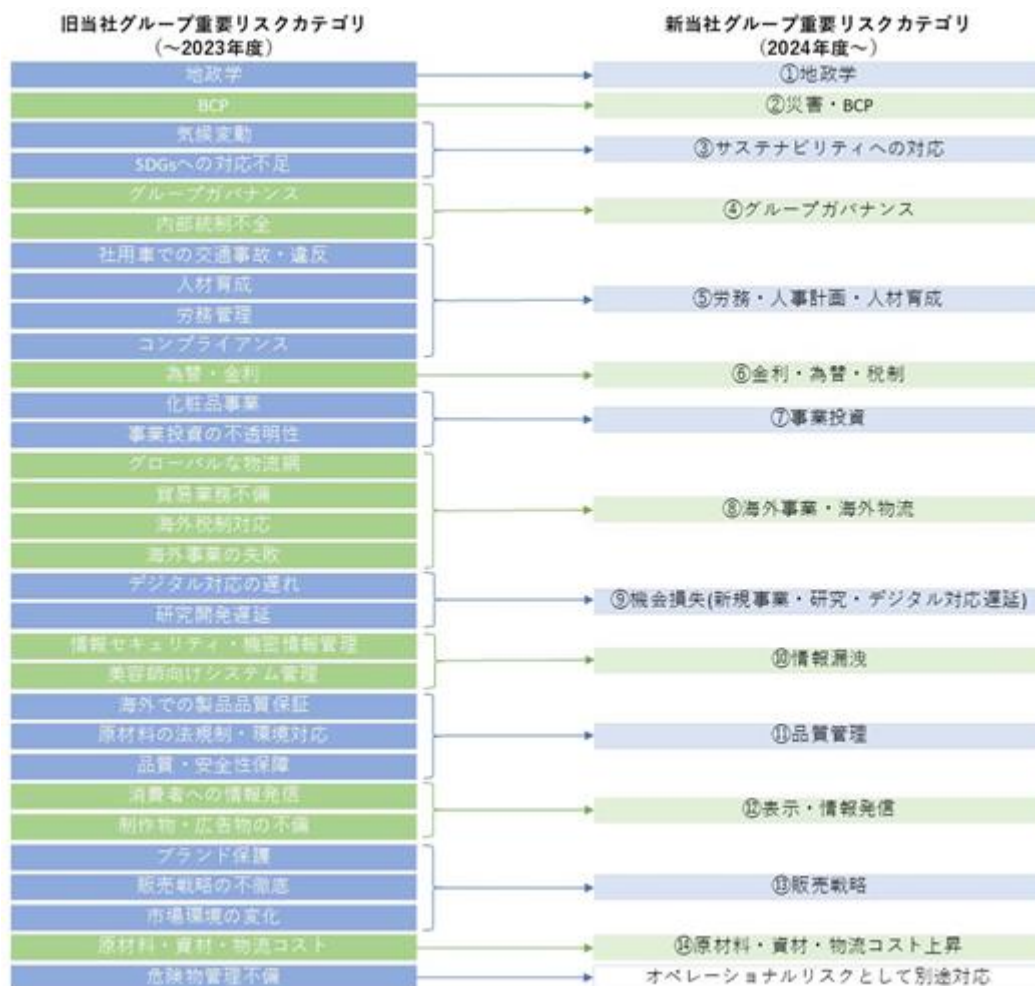 旧当社グループ重要リスクカテゴリ
(～2023年度)
地政学
BCP
気候変動
SDGsへの対応不足
グループガバナンス
内部統制不全
社用車での交通事故・違反
人材育成
労務管理
コンプライアンス
為替・金利
化粧品事業
事業投資の不透明性
グローバルな物流網
貿易業務不備
海外税制対応
海外事業の失敗
デジタル対応の遅れ
研究開発遅延
情報セキュリティ・機密情報管理
美容師向けシステム管理
海外での製品品質保証
原材料の法規制・環境対応
品質・安全性保障
消費者への情報発信
制作物・広告物の不備
ブランド保護
販売戦略の不徹底
市場環境の変化
原材料・資材・物流コスト
危険物管理不備
新当社グループ重要リスクカテゴリ
(2024年度～)
①地政学
②災害・BCP
③サステナビリティへの対応
④グループガバナンス
⑤労務・人事計画・人材育成
⑥金利・為替・税制
⑦事業投資
⑧海外事業・海外物流
⑨機会損失(新規事業・研究・デジタル対応遅延)
⑩情報漏洩
⑪品質管理
⑫表示・情報発信
⑬販売戦略
⑭原材料・資材・物流コスト上昇
オペレーショナルリスクとして別途対応